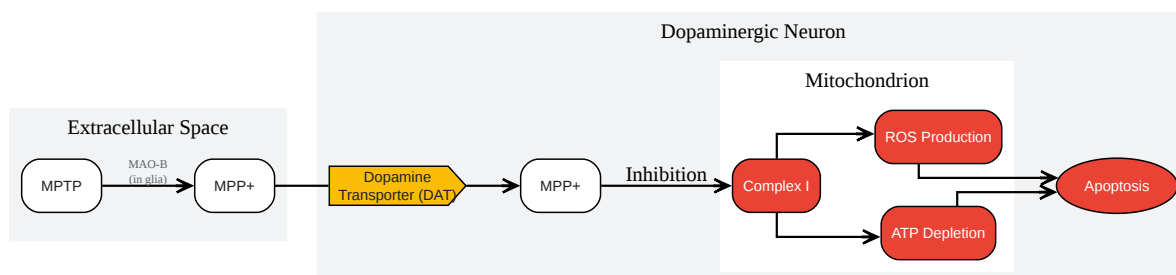 Dopaminergic Neuron
Mitochondrion
Extracellular Space
MPTP
MAO-B
(in glia)
MPP+
Dopamine
Transporter (DAT)
MPP+
Inhibition
Complex I
ROS Production
ATP Depletion
Apoptosis